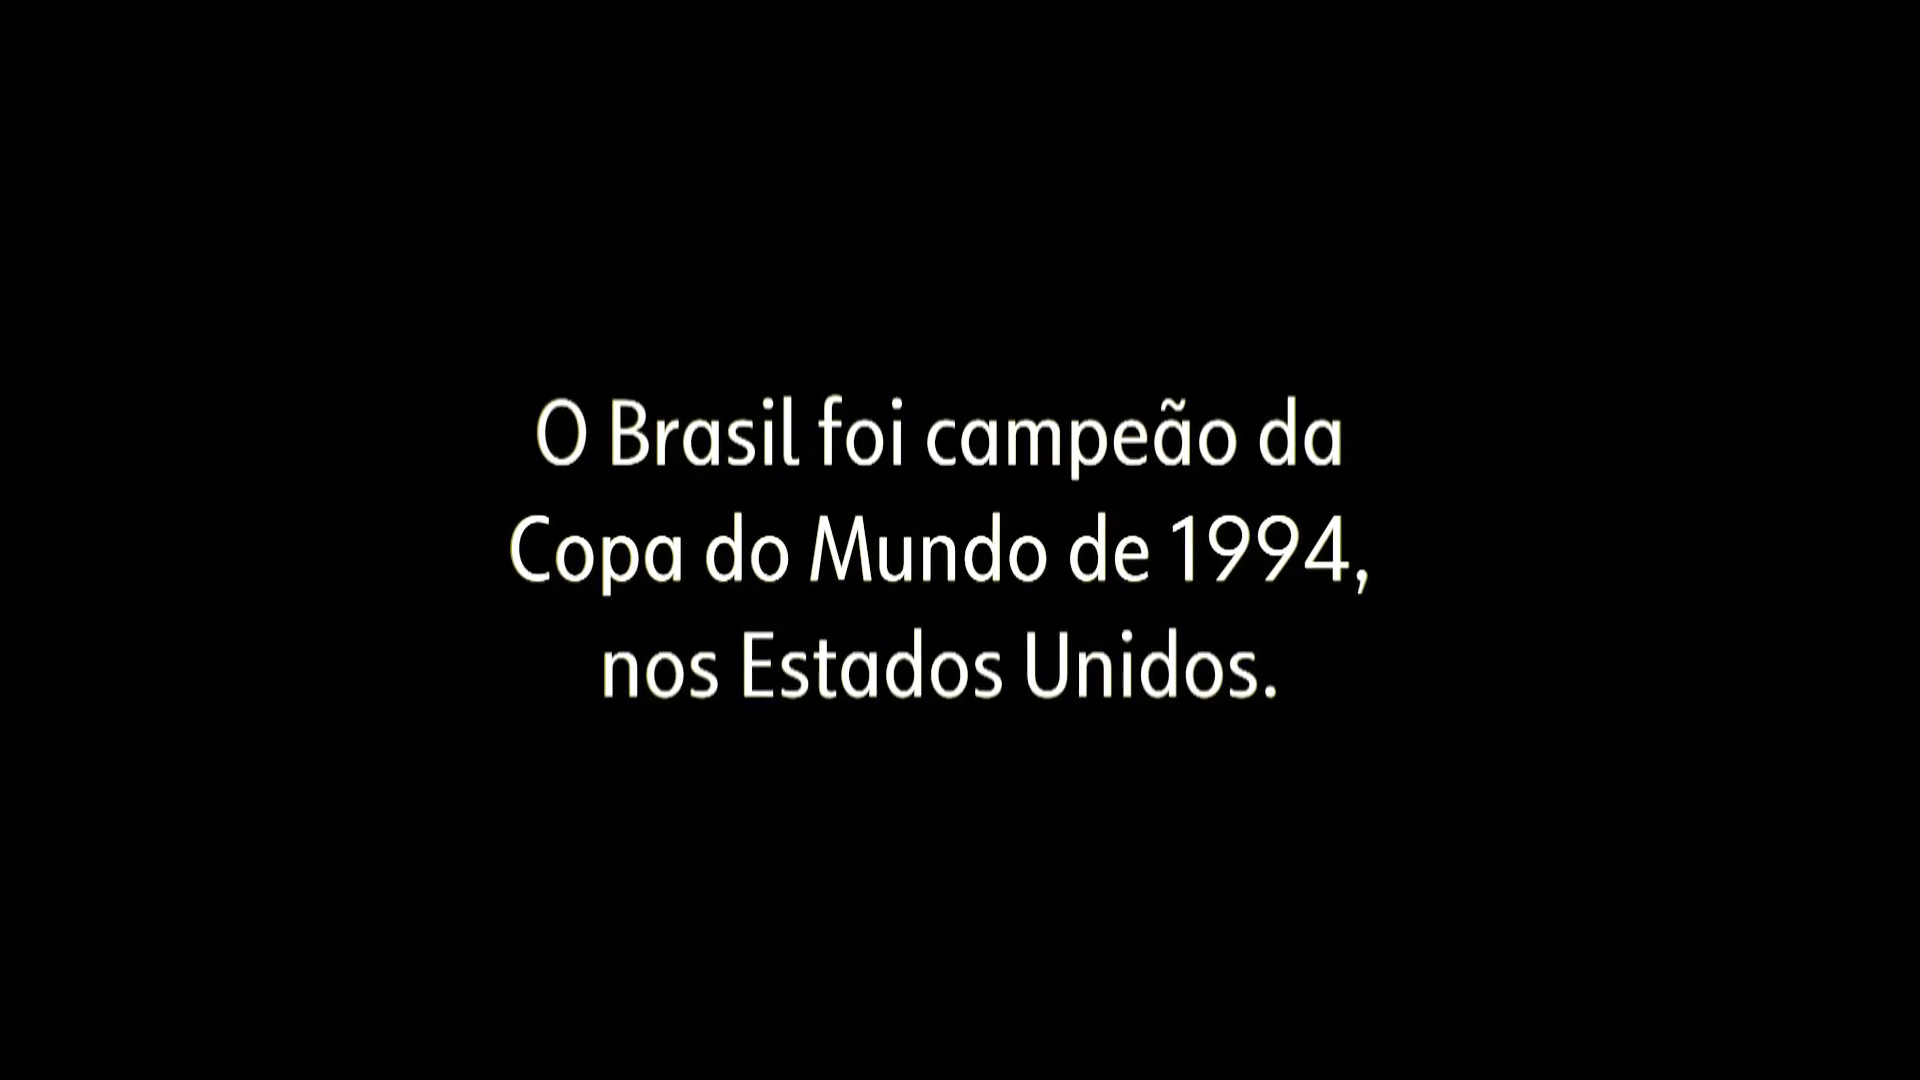 O Brasil foi campeão da
Copa do Mundo de 1994,
nos Estados Unidos.